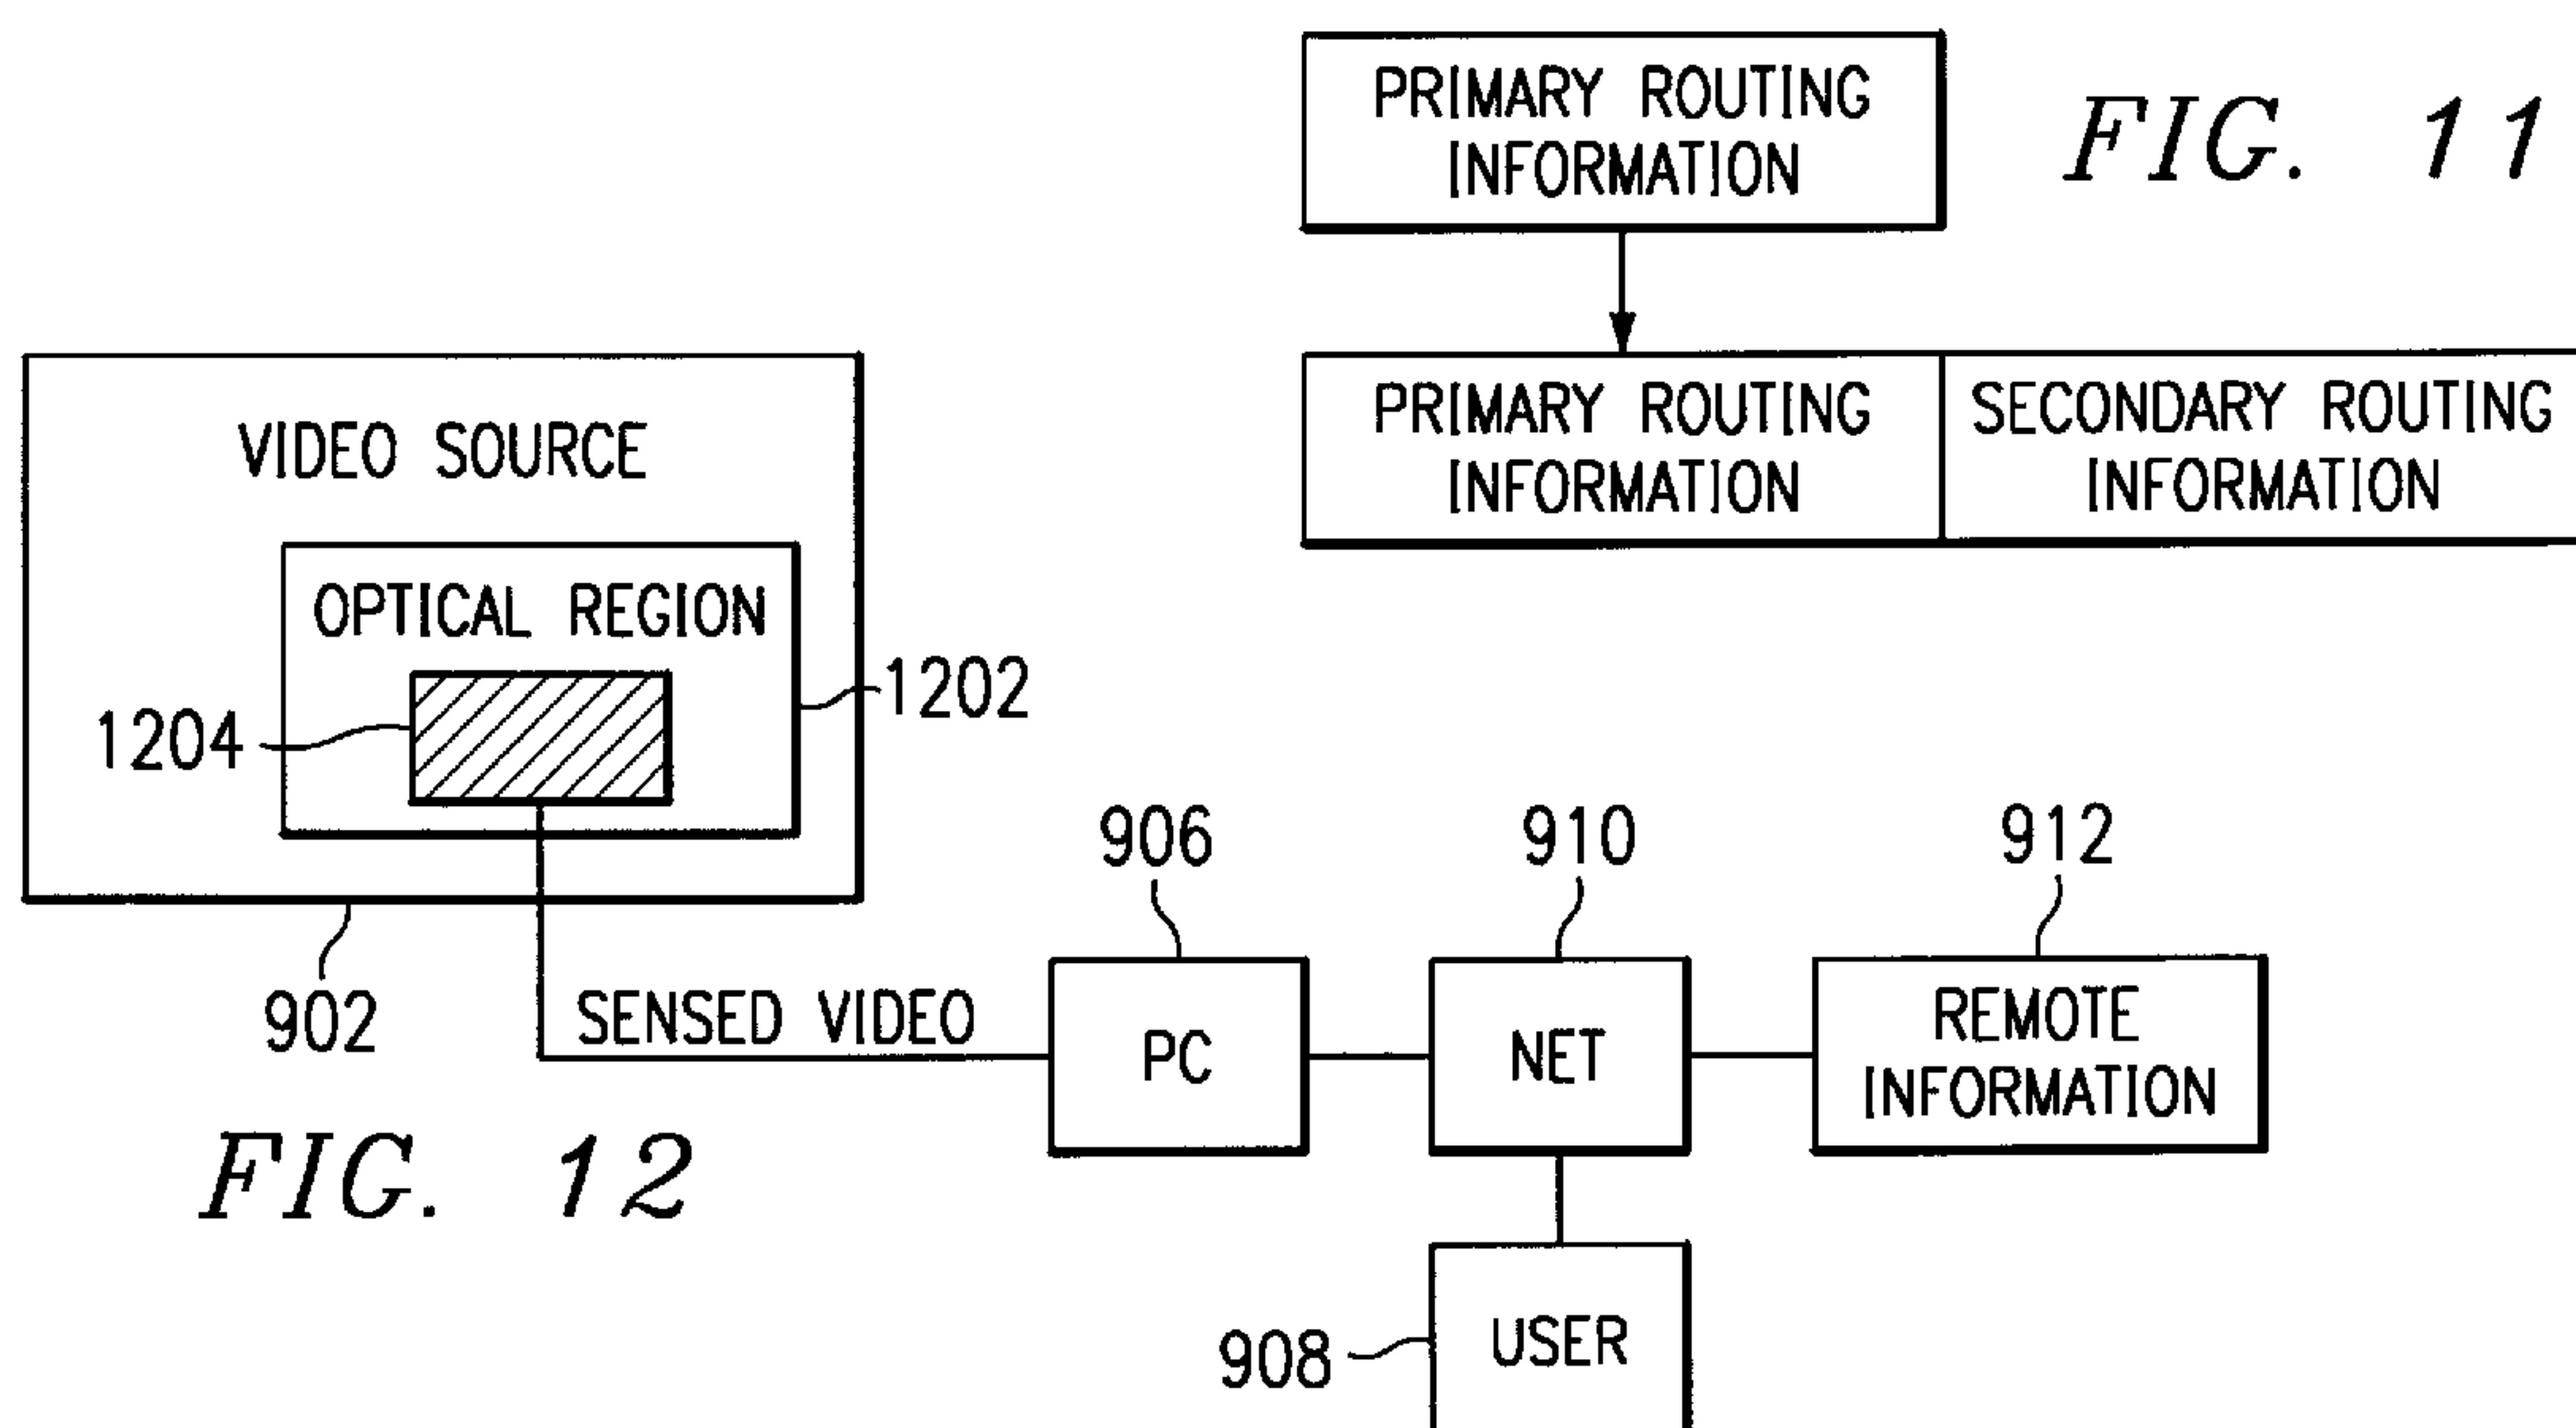 PRIMARY ROUTING
INFORMATION
FIG. 11
PRIMARY ROUTING
INFORMATION
SECONDARY ROUTING
INFORMATION
VIDEO SOURCE
OPTICAL REGION
1202
1204
902
SENSED VIDEO
906
PC
910
NET
912
REMOTE
INFORMATION
908
USER
FIG. 12